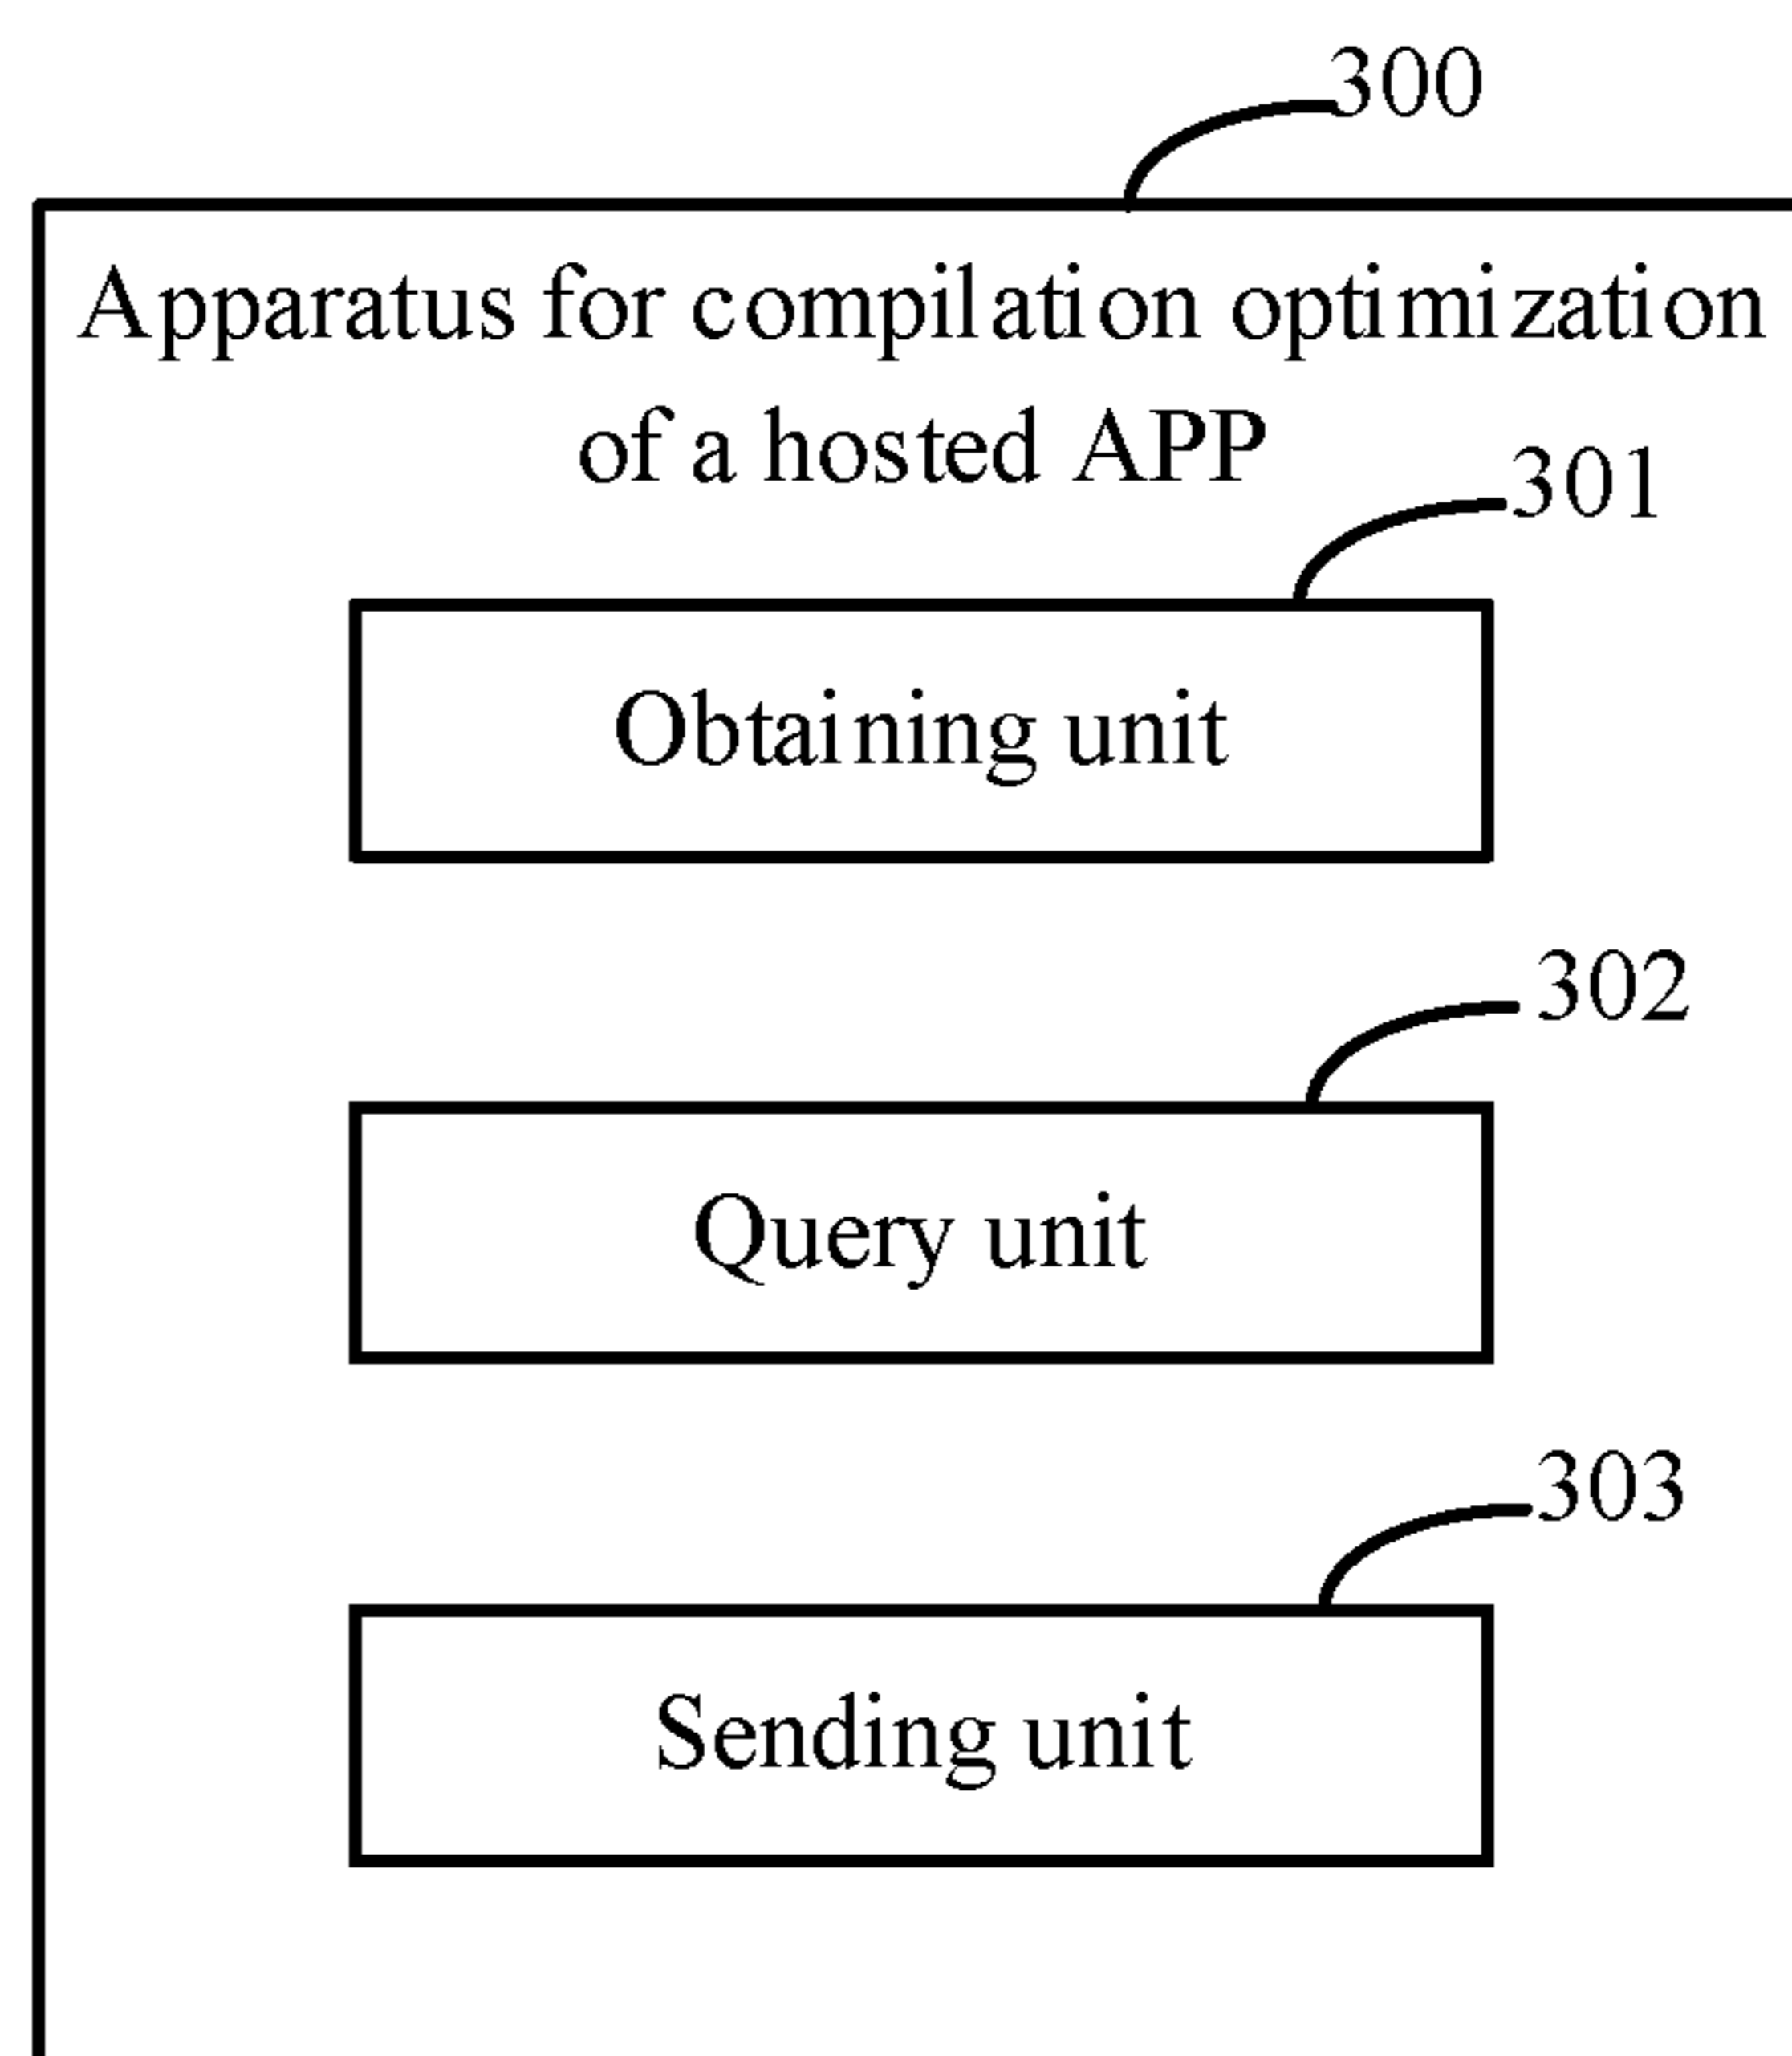 300
Apparatus for compilation optimization
of a hosted APP
301
Obtaining unit
302
Query unit
303
Sending unit